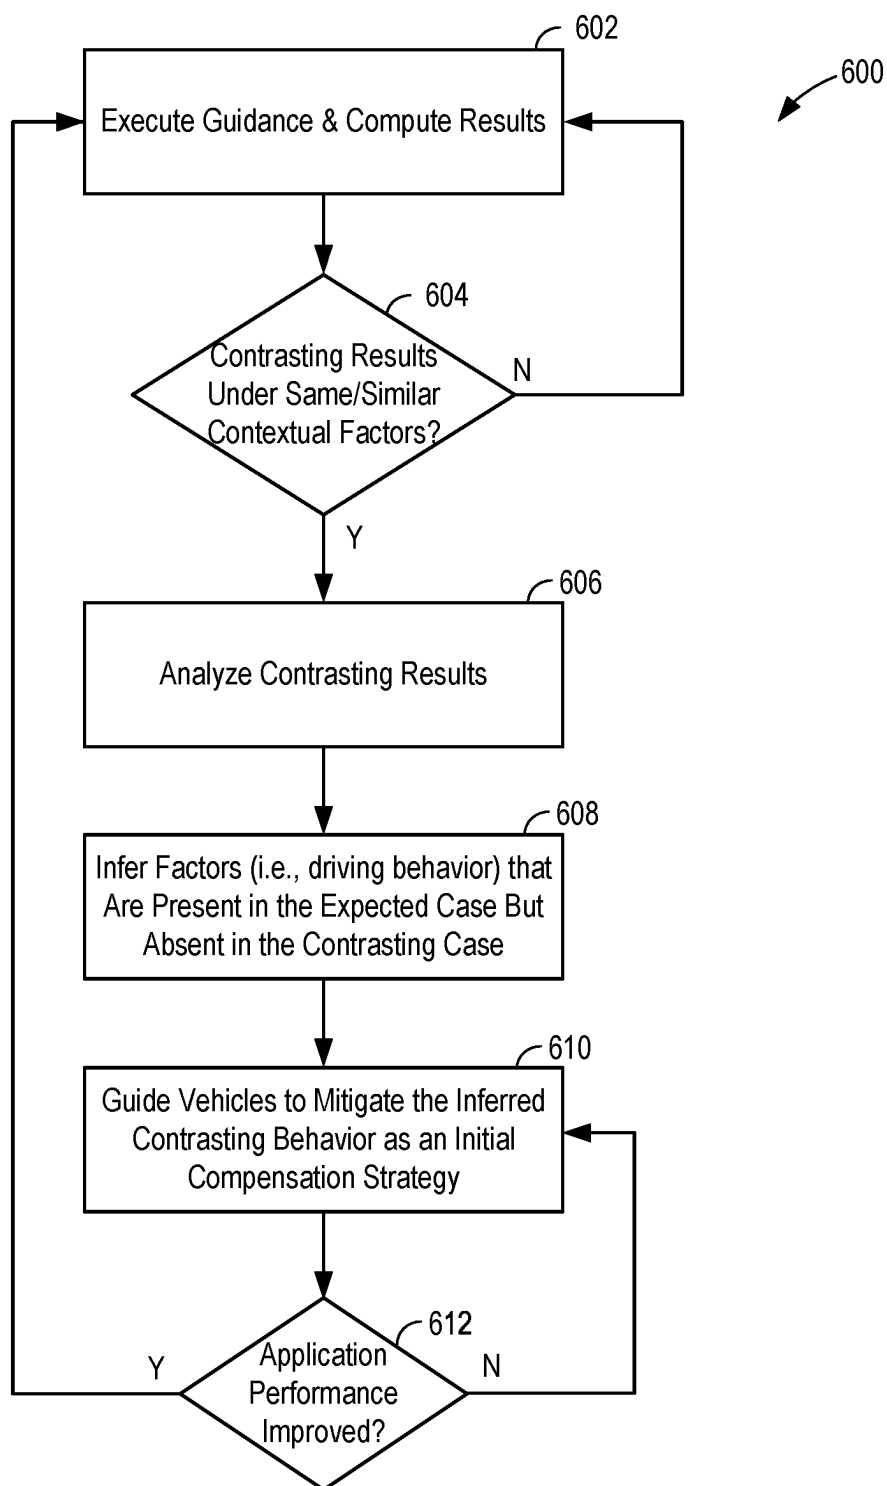 602
600
Execute Guidance & Compute Results
604
Contrasting Results
Under Same/Similar
Contextual Factors?
N
Y
606
Analyze Contrasting Results
608
Infer Factors (i.e., driving behavior) that
Are Present in the Expected Case But
Absent in the Contrasting Case
610
Guide Vehicles to Mitigate the Inferred
Contrasting Behavior as an Initial
Compensation Strategy
612
Y
Application
Performance
Improved?
N